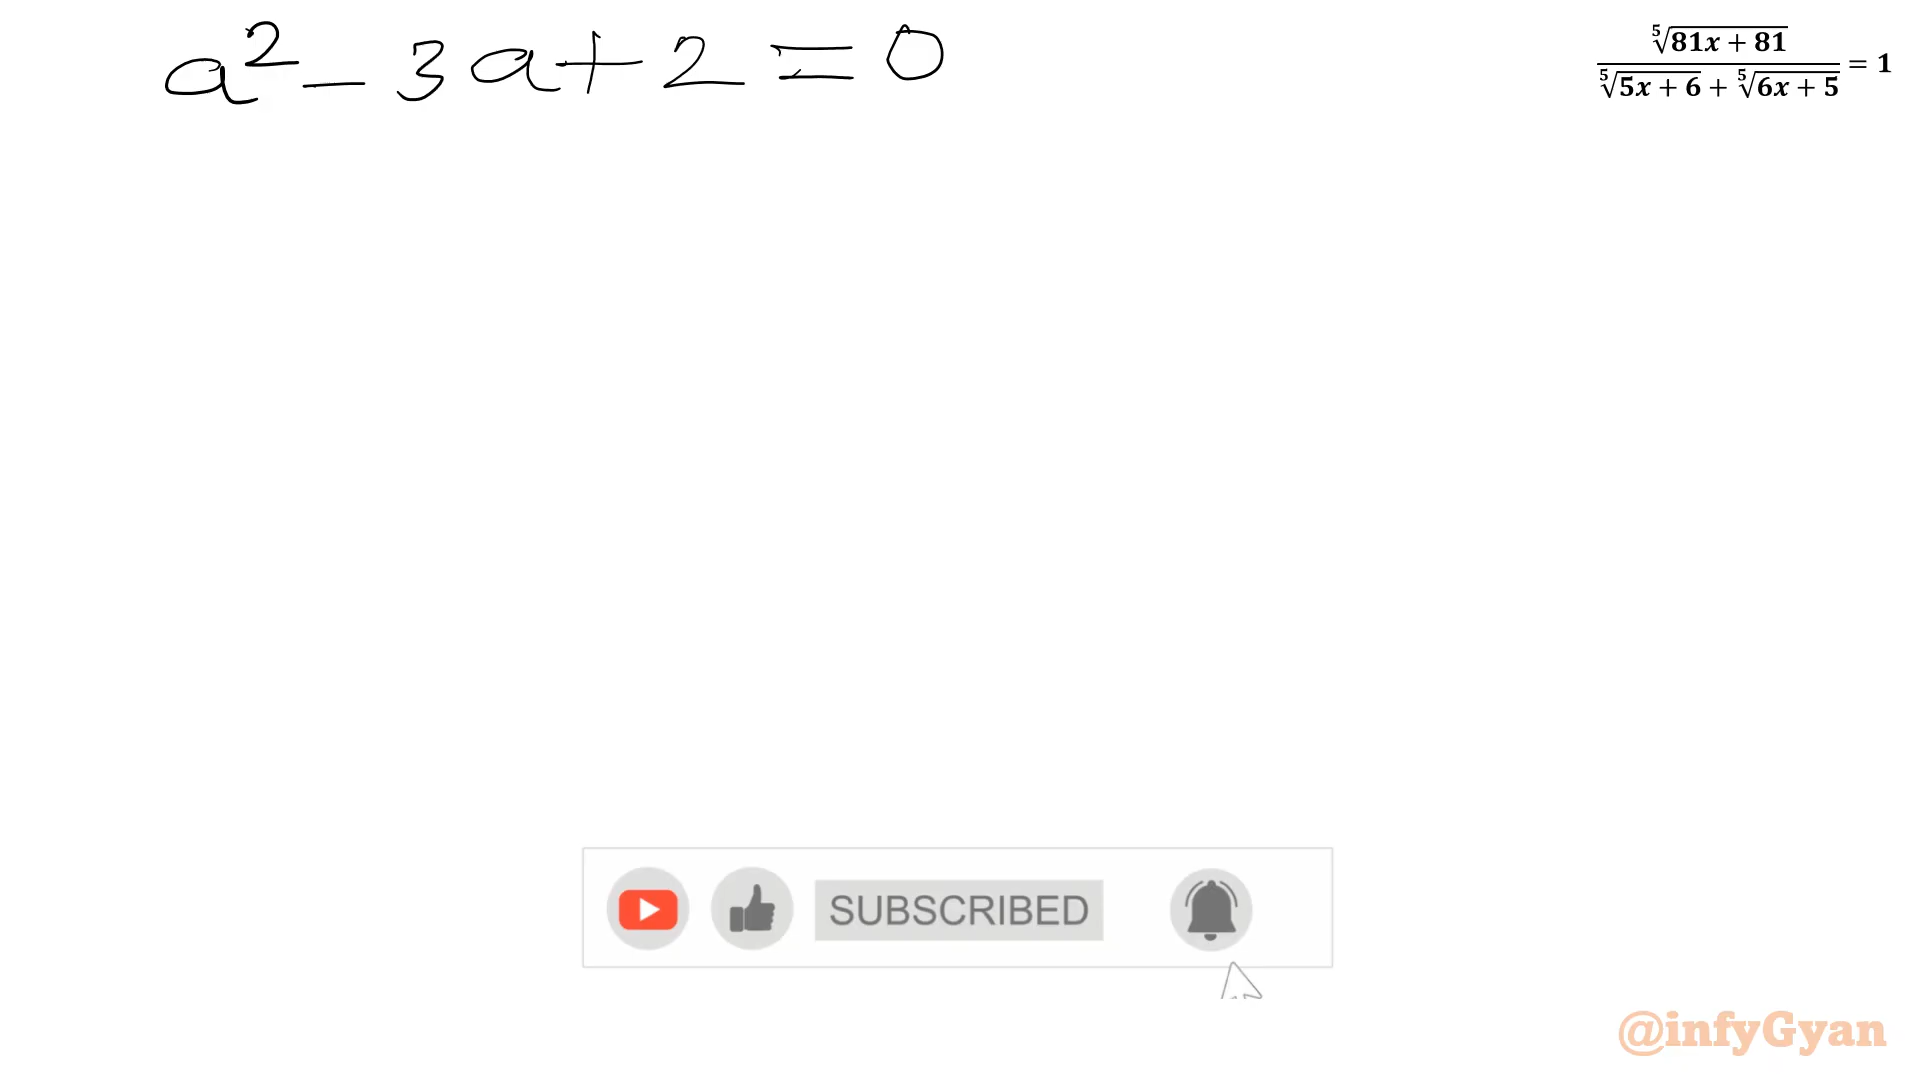 a² - 3a + 2 = 0
⁵√(81x + 81) / (⁵√(5x + 6) + ⁵√(6x + 5)) = 1
SUBSCRIBED
@infyGyan